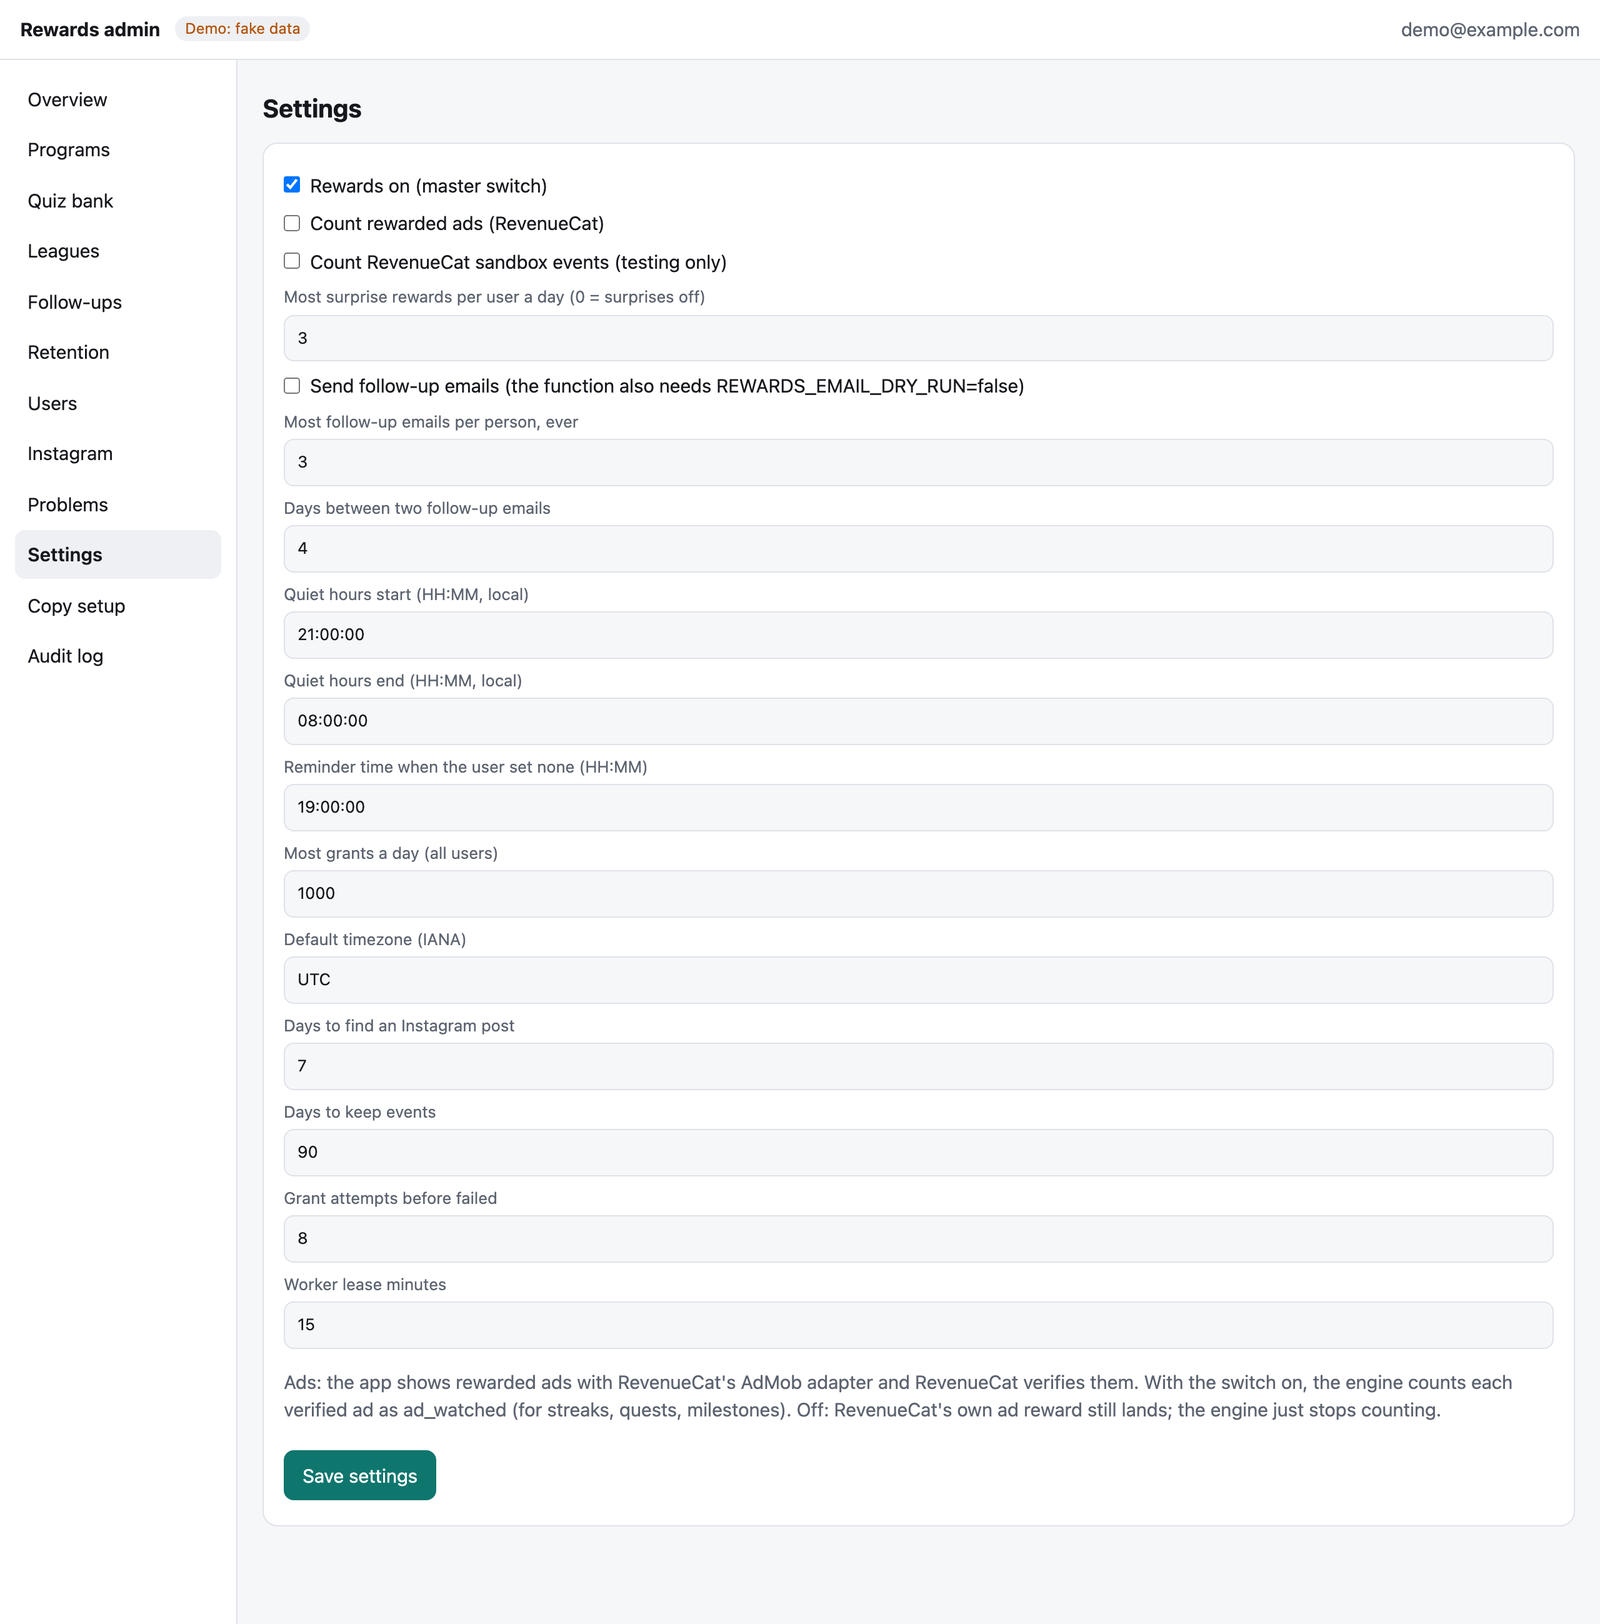 Rewards admin
Demo: fake data
demo@example.com
Overview
Programs
Quiz bank
Leagues
Follow-ups
Retention
Users
Instagram
Problems
Settings
Copy setup
Audit log
Settings
Rewards on (master switch)
Count rewarded ads (RevenueCat)
Count RevenueCat sandbox events (testing only)
Most surprise rewards per user a day (0 = surprises off)
3
Send follow-up emails (the function also needs REWARDS_EMAIL_DRY_RUN=false)
Most follow-up emails per person, ever
3
Days between two follow-up emails
4
Quiet hours start (HH:MM, local)
21:00:00
Quiet hours end (HH:MM, local)
08:00:00
Reminder time when the user set none (HH:MM)
19:00:00
Most grants a day (all users)
1000
Default timezone (IANA)
UTC
Days to find an Instagram post
7
Days to keep events
90
Grant attempts before failed
8
Worker lease minutes
15
Ads: the app shows rewarded ads with RevenueCat's AdMob adapter and RevenueCat verifies them. With the switch on, the engine counts each
verified ad as ad_watched (for streaks, quests, milestones). Off: RevenueCat's own ad reward still lands; the engine just stops counting.
Save settings